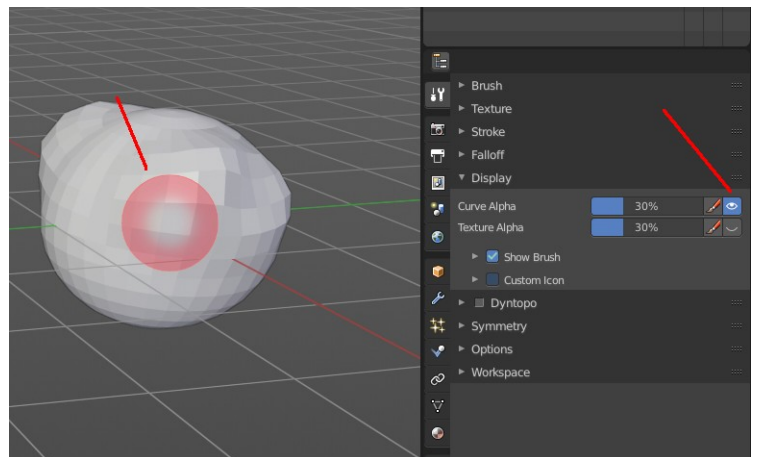 Brush
Texture
Stroke
Falloff
Display
Curve Alpha 30%
Texture Alpha 30%
Show Brush
Custom Icon
Dyntopo
Symmetry
Options
Workspace